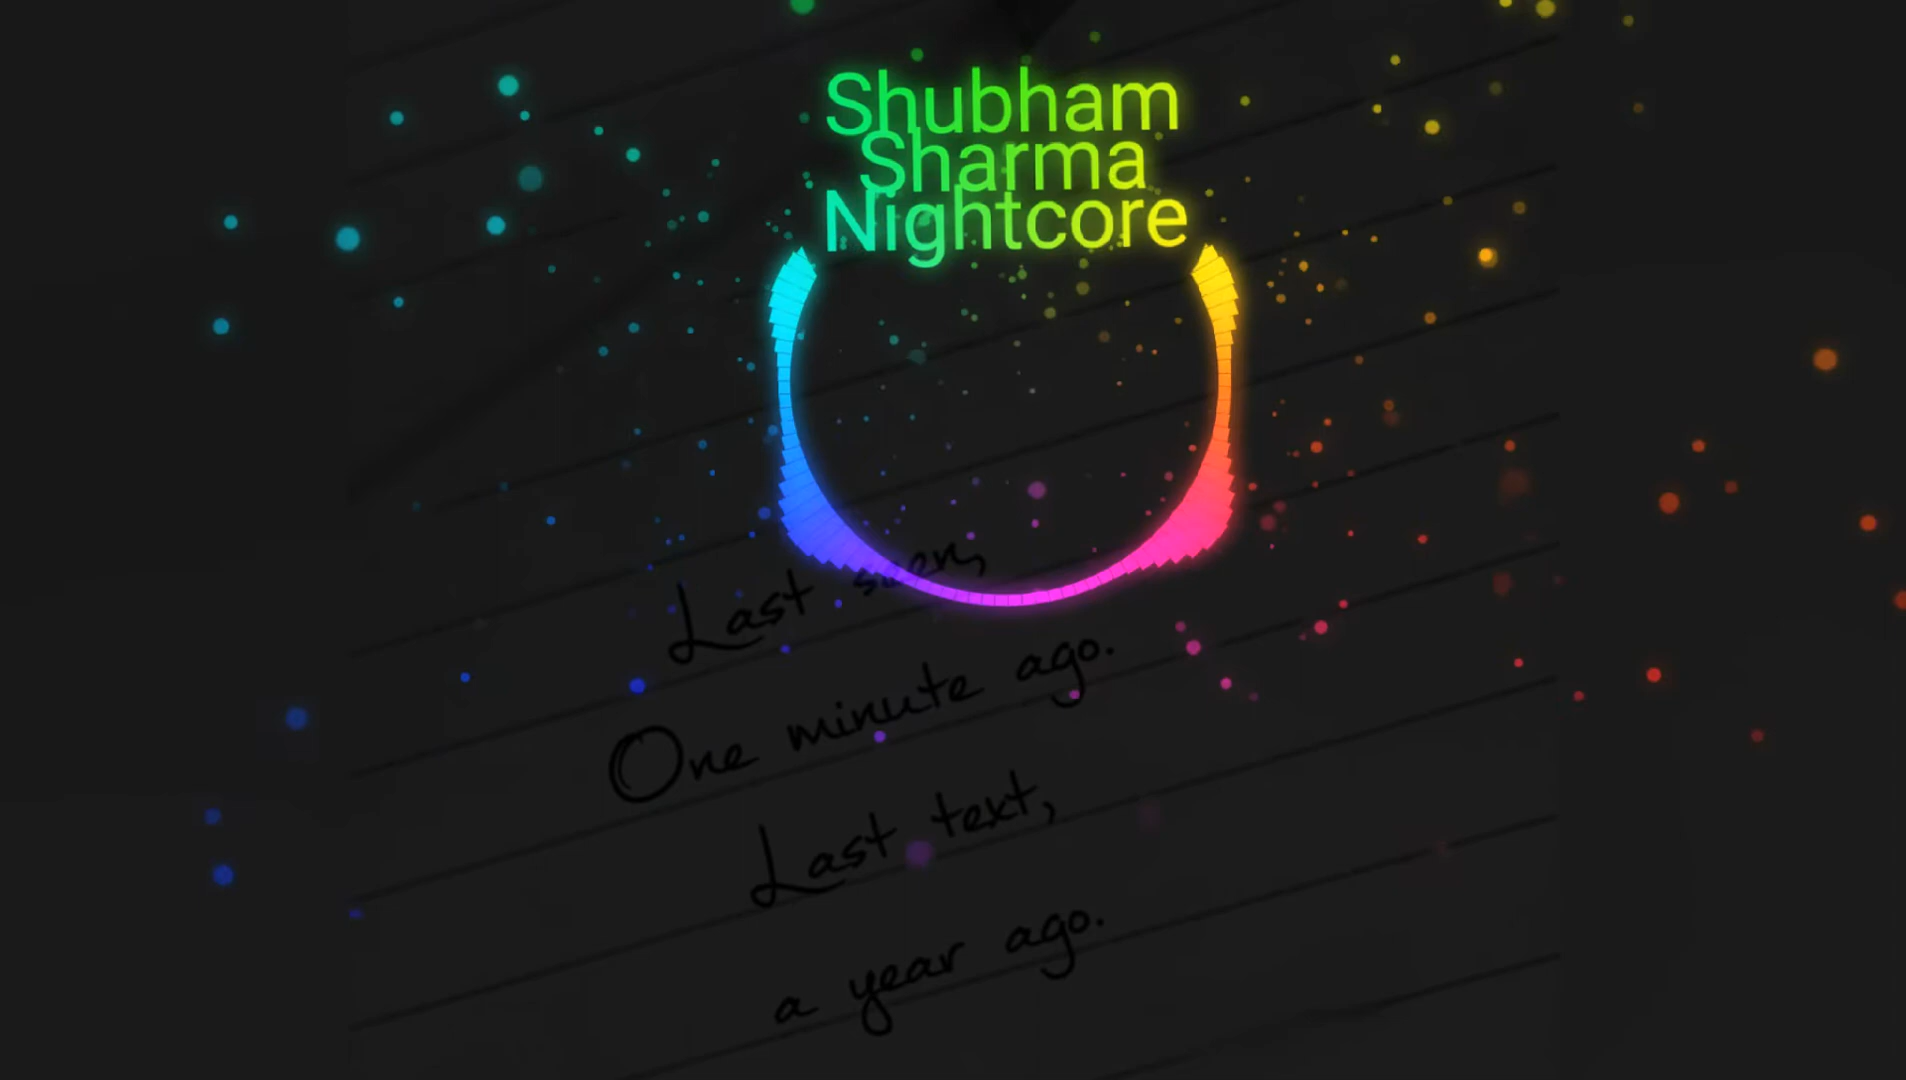 Shubham
Sharma
Nightcore
Last seen,
One minute ago.
Last text,
a year ago.